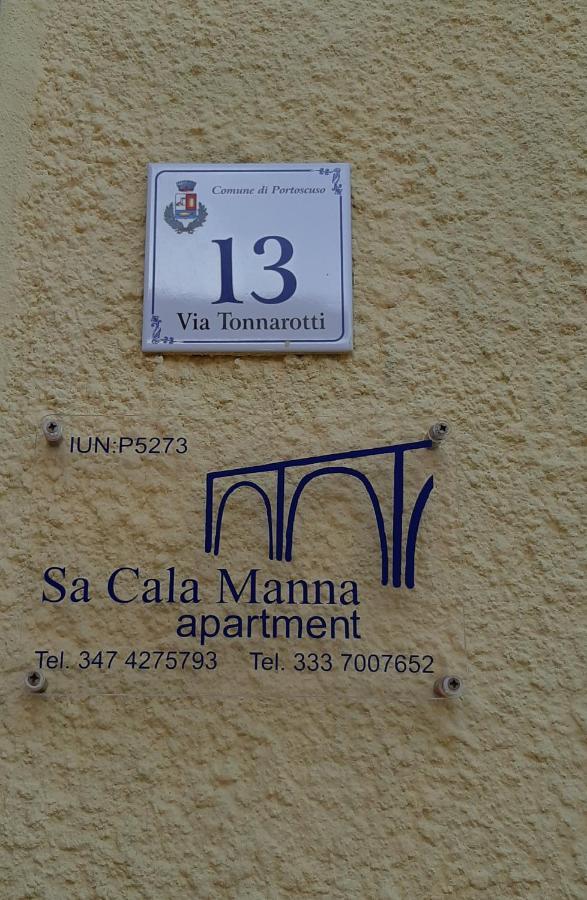 Comune di Portoscuso
13
Via Tonnarotti
IUN:P5273
Sa Cala Manna
apartment
Tel. 347 4275793 Tel. 333 7007652